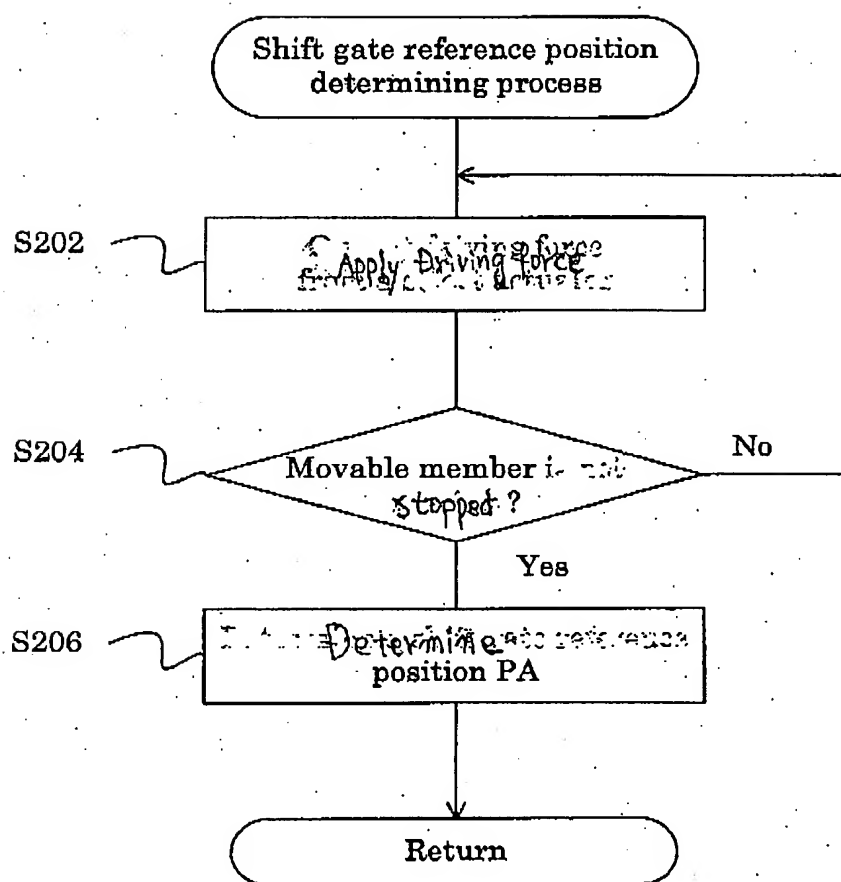 Shift gate reference position
determining process
S202
Apply Driving force
S204
Movable member
stopped ?
No
Yes
S206
Determine reference
position PA
Return